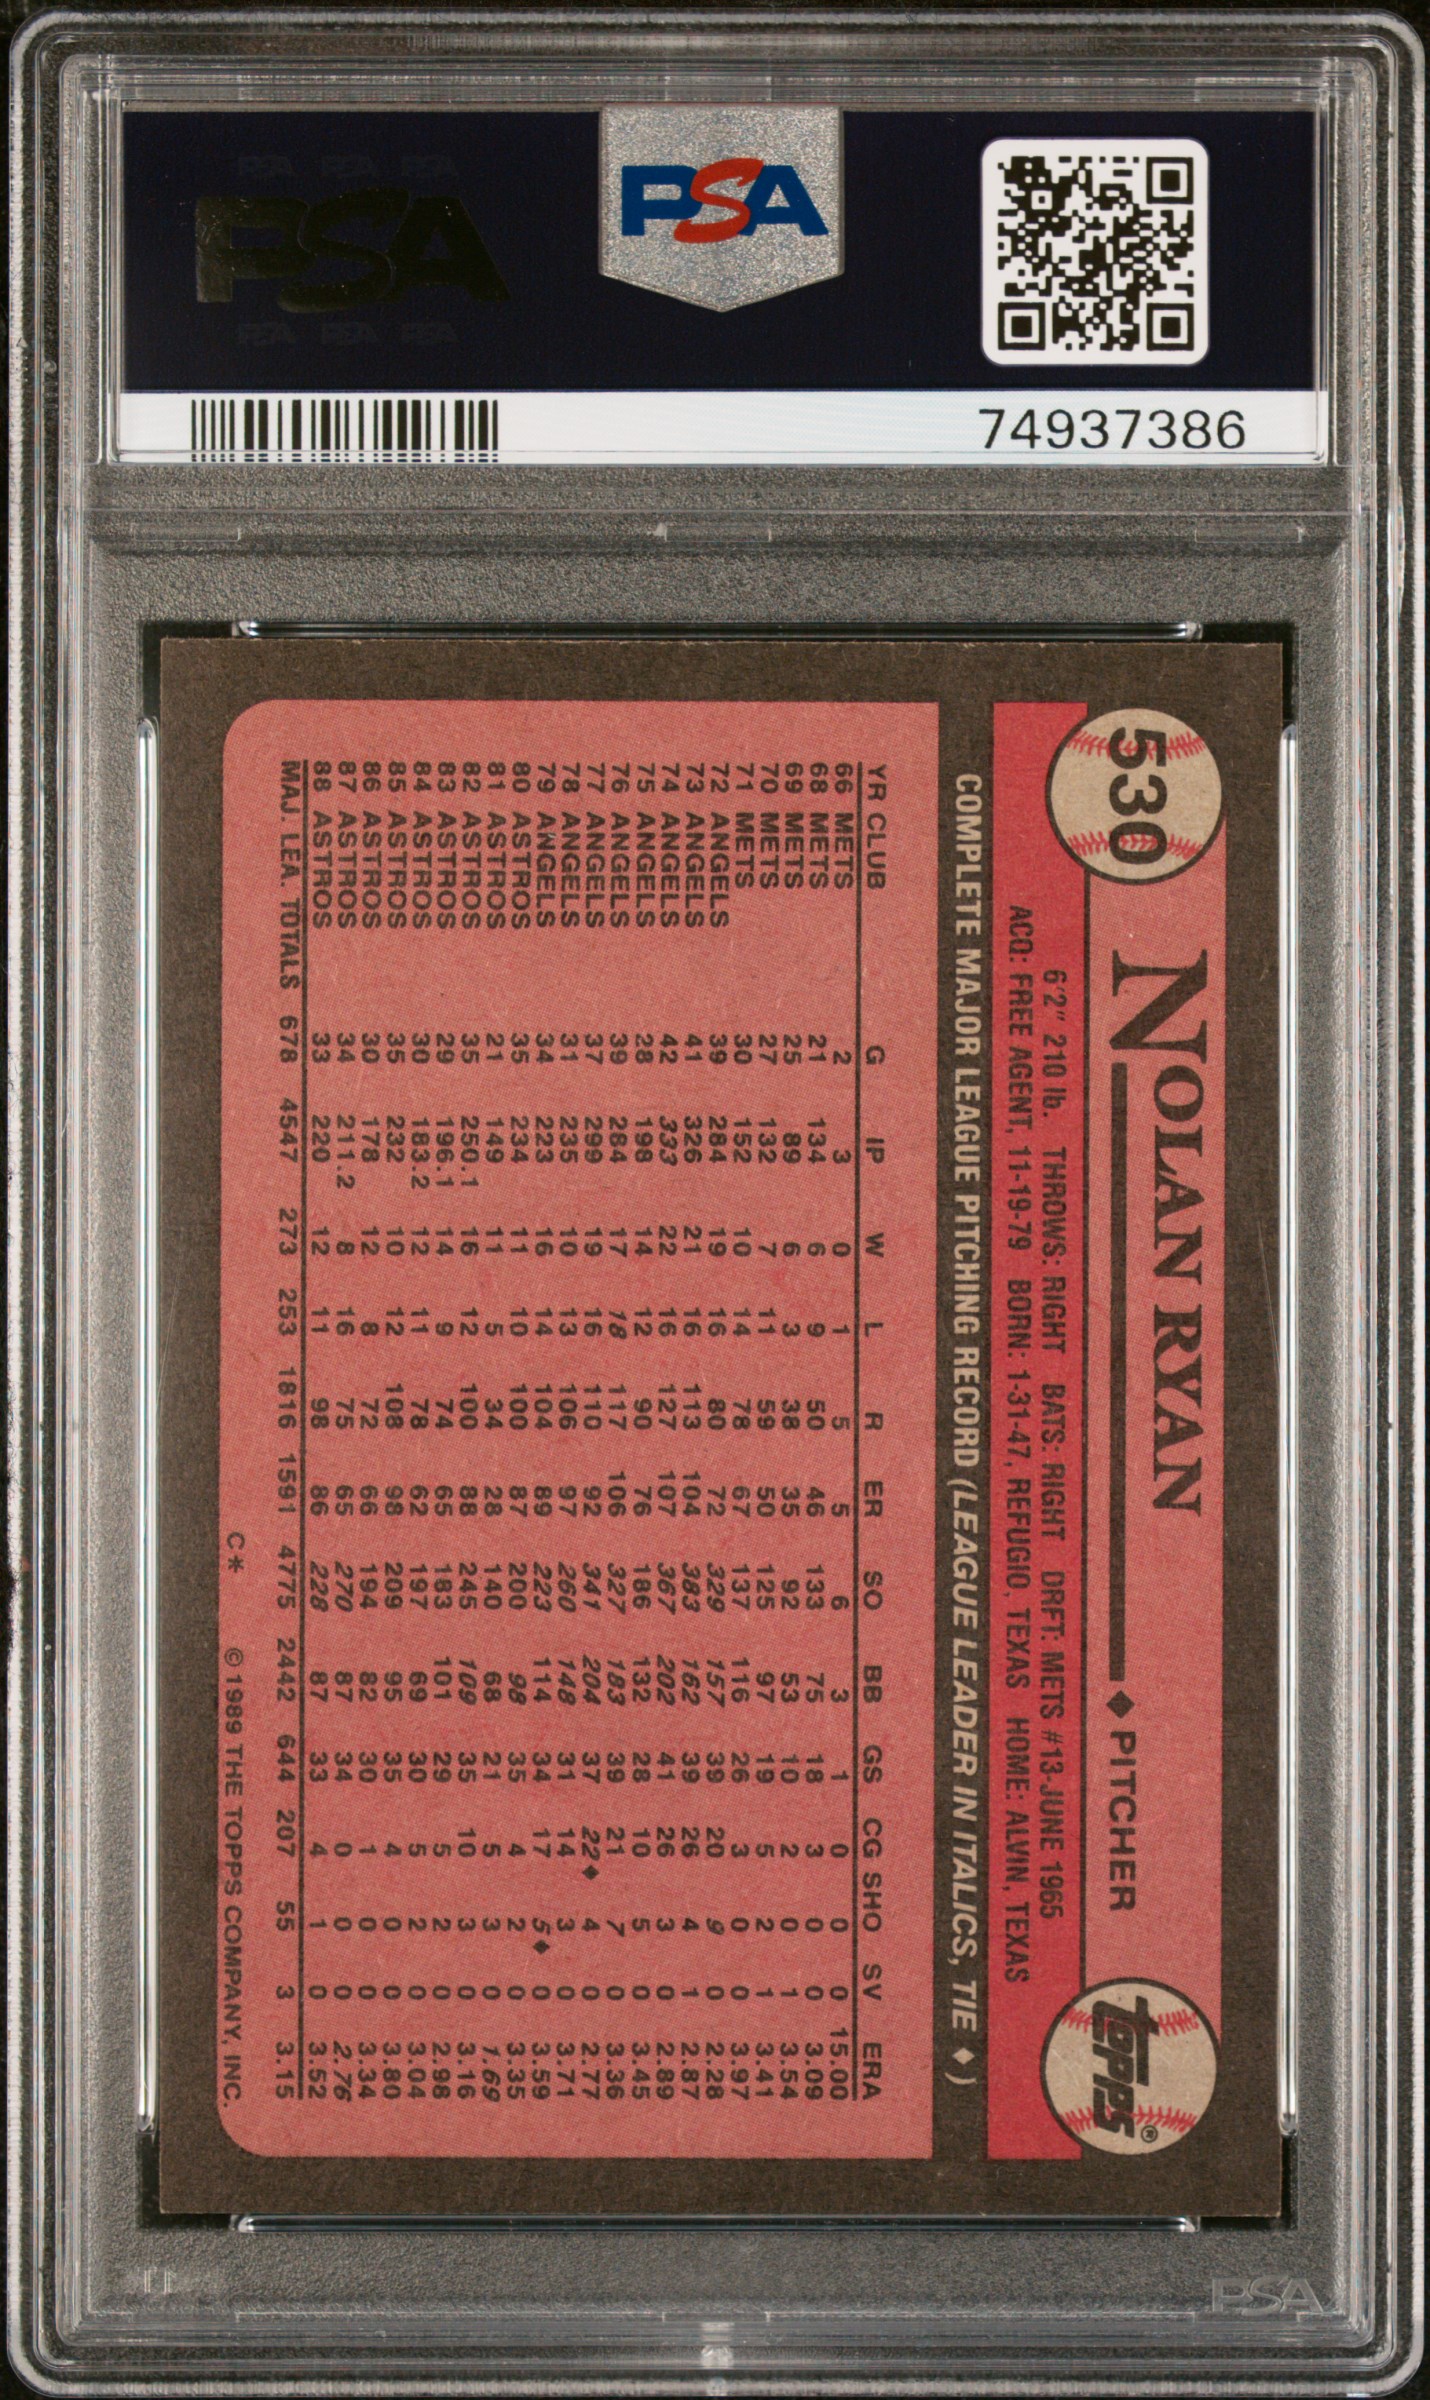 PSA
PSA PSA PSA
PSA
PSA PSA PSA
74937386
530
NOLAN RYAN
◆ PITCHER
topps®
6'2" 210 lb. THROWS: RIGHT BATS: RIGHT DRFT: METS #13-JUNE 1965
ACQ: FREE AGENT, 11-19-79 BORN: 1-31-47, REFUGIO, TEXAS HOME: ALVIN, TEXAS
COMPLETE MAJOR LEAGUE PITCHING RECORD (LEAGUE LEADER IN ITALICS, TIE ◆)
YR CLUB G IP W L R ER SO BB GS CG SHO SV ERA
66 METS 2 3 0 1 5 5 6 3 1 0 0 0 15.00
68 METS 21 134 6 9 50 46 133 75 18 3 0 0 3.09
69 METS 25 89 6 3 38 35 92 53 10 2 0 1 3.54
70 METS 27 132 7 11 59 50 125 97 19 5 2 1 3.41
71 METS 30 152 10 14 78 67 137 116 26 3 0 0 3.97
72 ANGELS 39 284 19 16 80 72 329 157 39 20 9 0 2.28
73 ANGELS 41 326 21 16 113 104 383 162 39 26 4 1 2.87
74 ANGELS 42 333 22 16 127 107 367 202 41 26 3 0 2.89
75 ANGELS 28 198 14 12 90 76 186 132 28 10 5 0 3.45
76 ANGELS 39 284 17 18 117 106 327 183 39 21 7 0 3.36
77 ANGELS 37 299 19 16 110 92 341 204 37 22◆ 4 0 2.77
78 ANGELS 31 235 10 13 106 97 260 148 31 14 3 0 3.71
79 ANGELS 34 223 16 14 104 89 223 114 34 17 5◆ 0 3.59
80 ASTROS 35 234 11 10 100 87 200 98 35 4 2 0 3.35
81 ASTROS 21 149 11 5 34 28 140 68 21 5 3 0 1.69
82 ASTROS 35 250.1 16 12 100 88 245 109 35 10 3 0 3.16
83 ASTROS 29 196.1 14 9 74 65 183 101 29 5 2 0 2.98
84 ASTROS 30 183.2 12 11 78 62 197 69 30 5 2 0 3.04
85 ASTROS 35 232 10 12 108 98 209 95 35 4 0 0 3.80
86 ASTROS 30 178 12 8 72 66 194 82 30 1 0 0 3.34
87 ASTROS 34 211.2 8 16 75 65 270 87 34 0 0 0 2.76
88 ASTROS 33 220 12 11 98 86 228 87 33 4 1 0 3.52
MAJ. LEA. TOTALS 678 4547 273 253 1816 1591 4775 2442 644 207 55 3 3.15
C* © 1989 THE TOPPS COMPANY, INC.
PSA